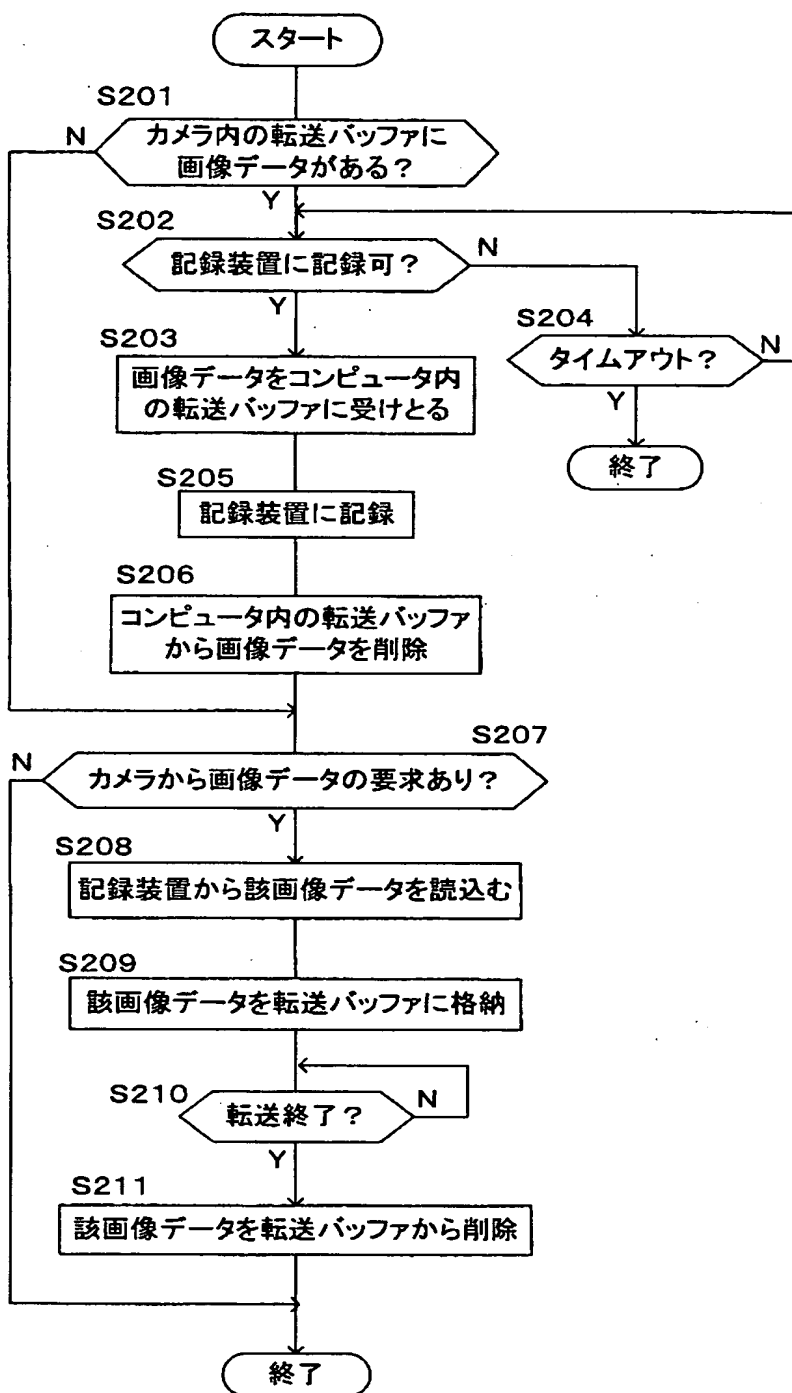 スタート
S201
N
カメラ内の転送バッファに
画像データがある?
Y
S202
記録装置に記録可?
N
Y
S203
画像データをコンピュータ内
の転送バッファに受けとる
S204
タイムアウト?
N
Y
終了
S205
記録装置に記録
S206
コンピュータ内の転送バッファ
から画像データを削除
S207
N
カメラから画像データの要求あり?
Y
S208
記録装置から該画像データを読込む
S209
該画像データを転送バッファに格納
S210
転送終了?
N
Y
S211
該画像データを転送バッファから削除
終了